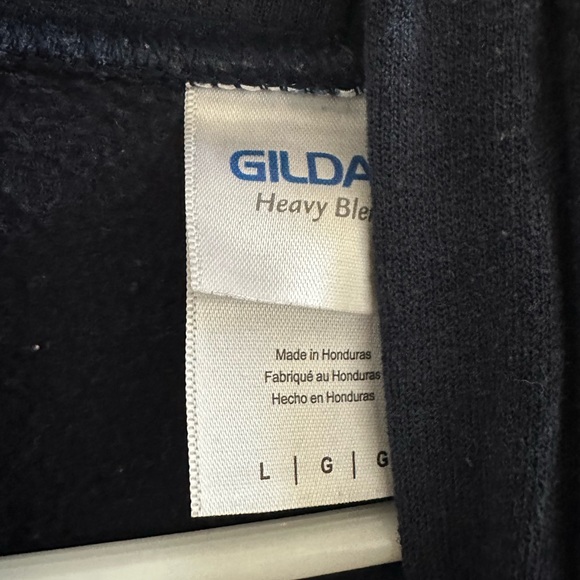 GILDA
Heavy Ble
Made in Honduras
Fabriqué au Honduras
Hecho en Honduras
L | G | G